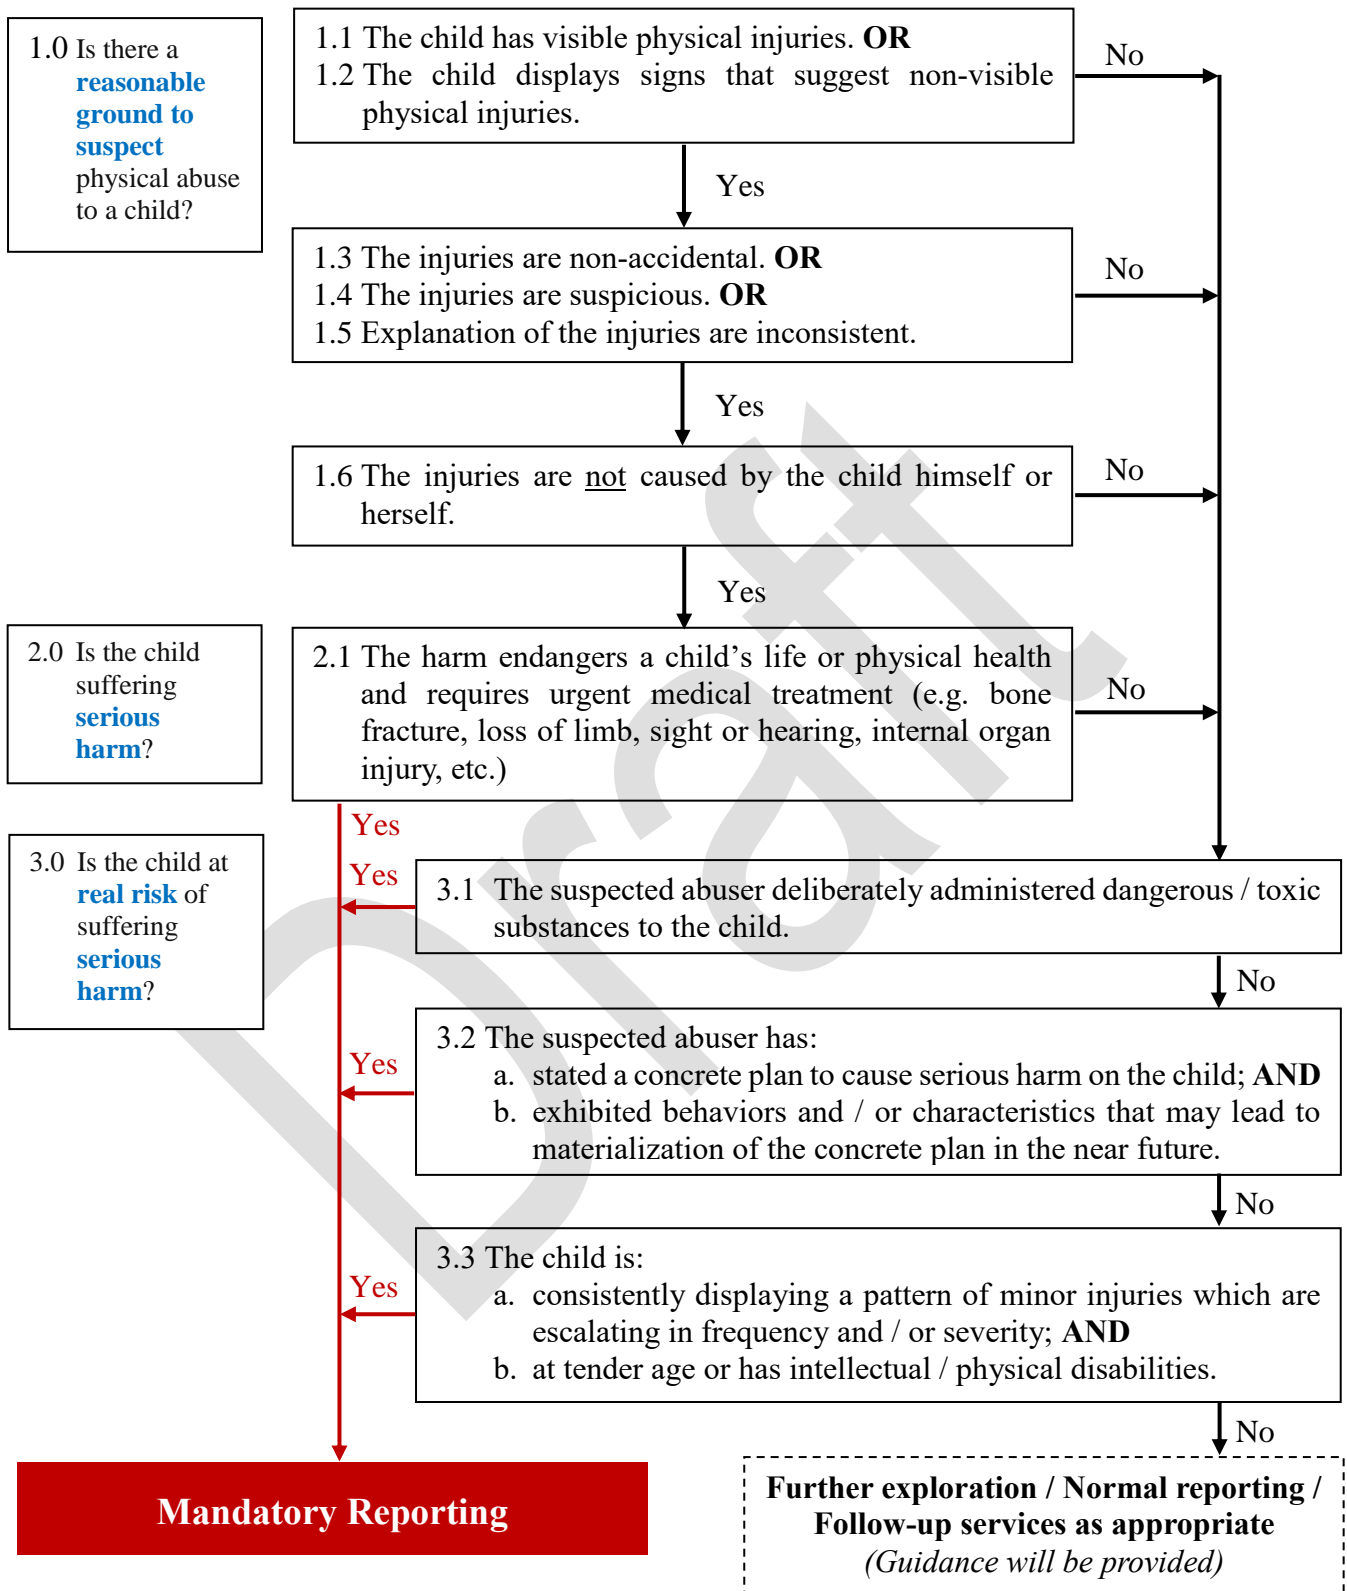 1.0 Is there a
reasonable
ground to
suspect
physical abuse
to a child?
1.1 The child has visible physical injuries. OR
1.2 The child displays signs that suggest non-visible
physical injuries.
No
Yes
1.3 The injuries are non-accidental. OR
1.4 The injuries are suspicious. OR
1.5 Explanation of the injuries are inconsistent.
No
Yes
1.6 The injuries are not caused by the child himself or
herself.
No
Yes
2.0 Is the child
suffering
serious
harm?
2.1 The harm endangers a child's life or physical health
and requires urgent medical treatment (e.g. bone
fracture, loss of limb, sight or hearing, internal organ
injury, etc.)
No
Yes
3.0 Is the child at
real risk of
suffering
serious
harm?
Yes
3.1 The suspected abuser deliberately administered dangerous / toxic
substances to the child.
No
Yes
3.2 The suspected abuser has:
a. stated a concrete plan to cause serious harm on the child; AND
b. exhibited behaviors and / or characteristics that may lead to
materialization of the concrete plan in the near future.
No
Yes
3.3 The child is:
a. consistently displaying a pattern of minor injuries which are
escalating in frequency and / or severity; AND
b. at tender age or has intellectual / physical disabilities.
No
Mandatory Reporting
Further exploration / Normal reporting /
Follow-up services as appropriate
(Guidance will be provided)
Draft